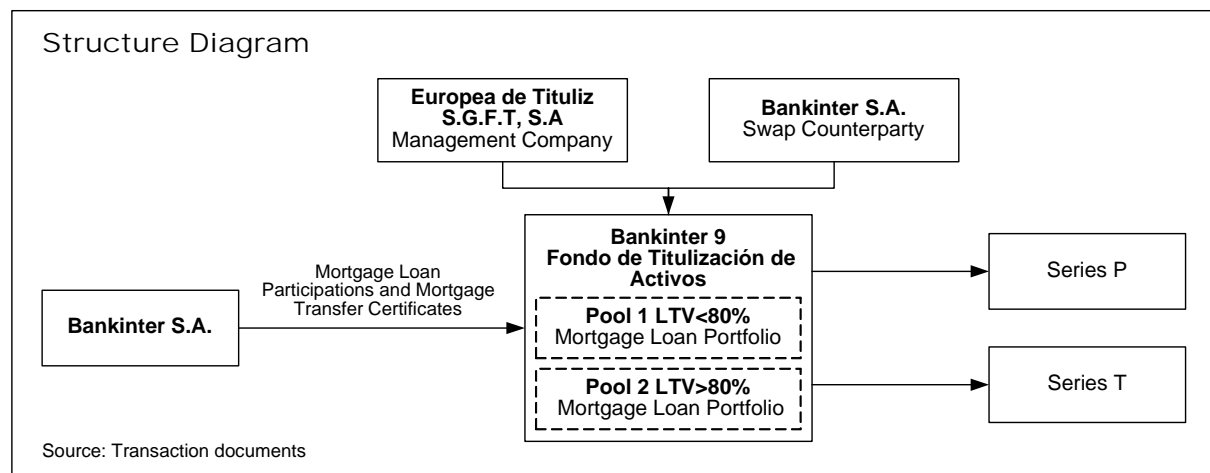 Structure Diagram
Europea de Tituliz
S.G.F.T, S.A
Management Company
Bankinter S.A.
Swap Counterparty
Bankinter 9
Fondo de Titulización de
Activos
Mortgage Loan
Participations and Mortgage
Transfer Certificates
Bankinter S.A.
Pool 1 LTV<80%
Mortgage Loan Portfolio
Pool 2 LTV>80%
Mortgage Loan Portfolio
Series P
Series T
Source: Transaction documents